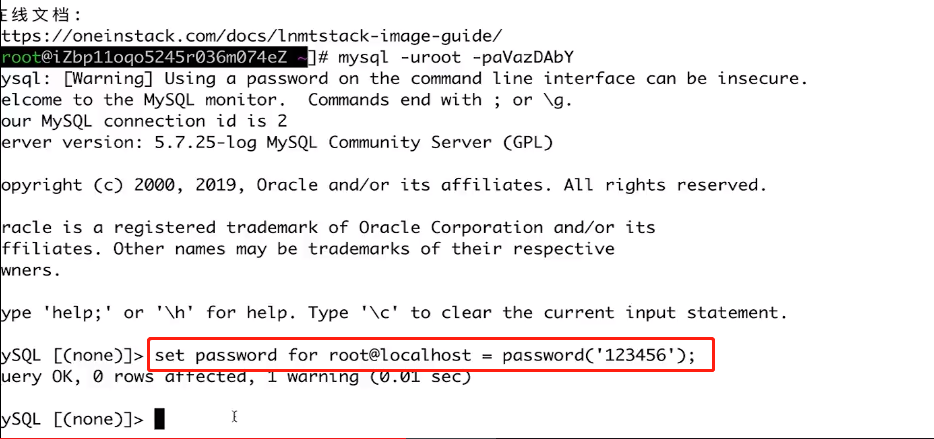 在线文档:
ttps://oneinstack.com/docs/lnmtstack-image-guide/
root@iZbp11oqo5245r036m074eZ ~]# mysql -uroot -paVazDAbY
ysql: [Warning] Using a password on the command line interface can be insecure.
elcome to the MySQL monitor.  Commands end with ; or \g.
our MySQL connection id is 2
erver version: 5.7.25-log MySQL Community Server (GPL)
opyright (c) 2000, 2019, Oracle and/or its affiliates. All rights reserved.
racle is a registered trademark of Oracle Corporation and/or its
ffiliates. Other names may be trademarks of their respective
wners.
ype 'help;' or '\h' for help. Type '\c' to clear the current input statement.
ySQL [(none)]> set password for root@localhost = password('123456');
uery OK, 0 rows affected, 1 warning (0.01 sec)
ySQL [(none)]>